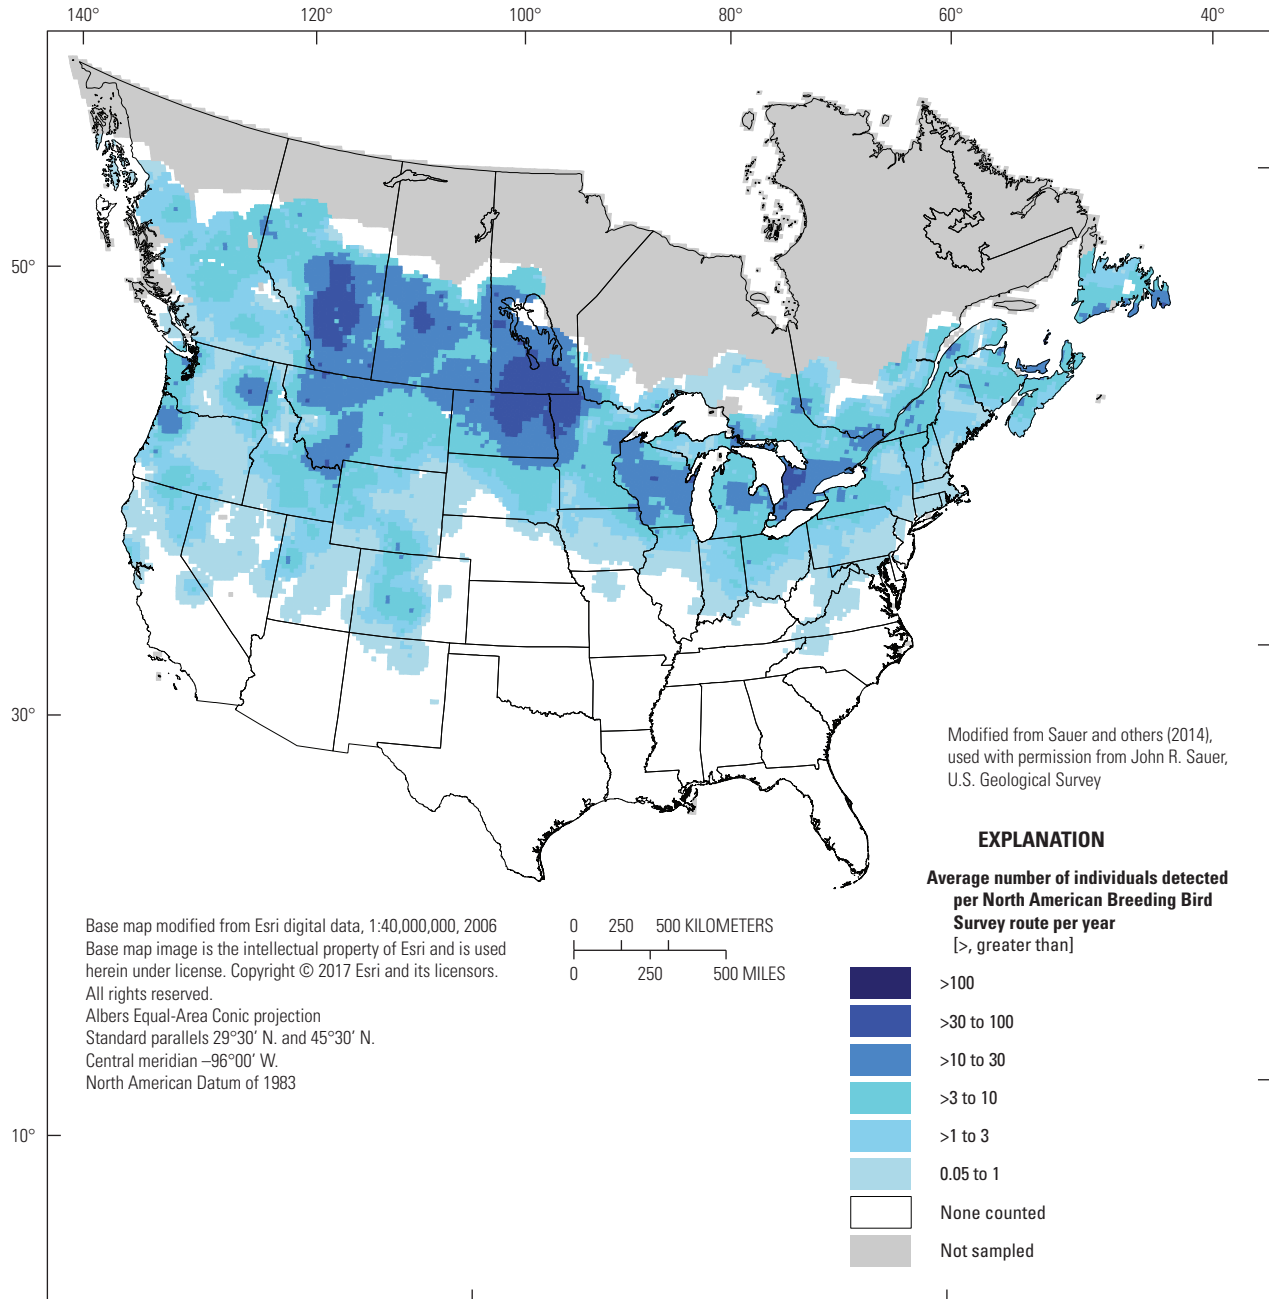 140°
120°
100°
80°
60°
40°
50°
30°
10°
Modified from Sauer and others (2014),
used with permission from John R. Sauer,
U.S. Geological Survey
EXPLANATION
Average number of individuals detected
per North American Breeding Bird
Survey route per year
[>, greater than]
>100
>30 to 100
>10 to 30
>3 to 10
>1 to 3
0.05 to 1
None counted
Not sampled
Base map modified from Esri digital data, 1:40,000,000, 2006
Base map image is the intellectual property of Esri and is used
herein under license. Copyright © 2017 Esri and its licensors.
All rights reserved.
Albers Equal-Area Conic projection
Standard parallels 29°30′ N. and 45°30′ N.
Central meridian –96°00′ W.
North American Datum of 1983
0 250 500 KILOMETERS
0 250 500 MILES